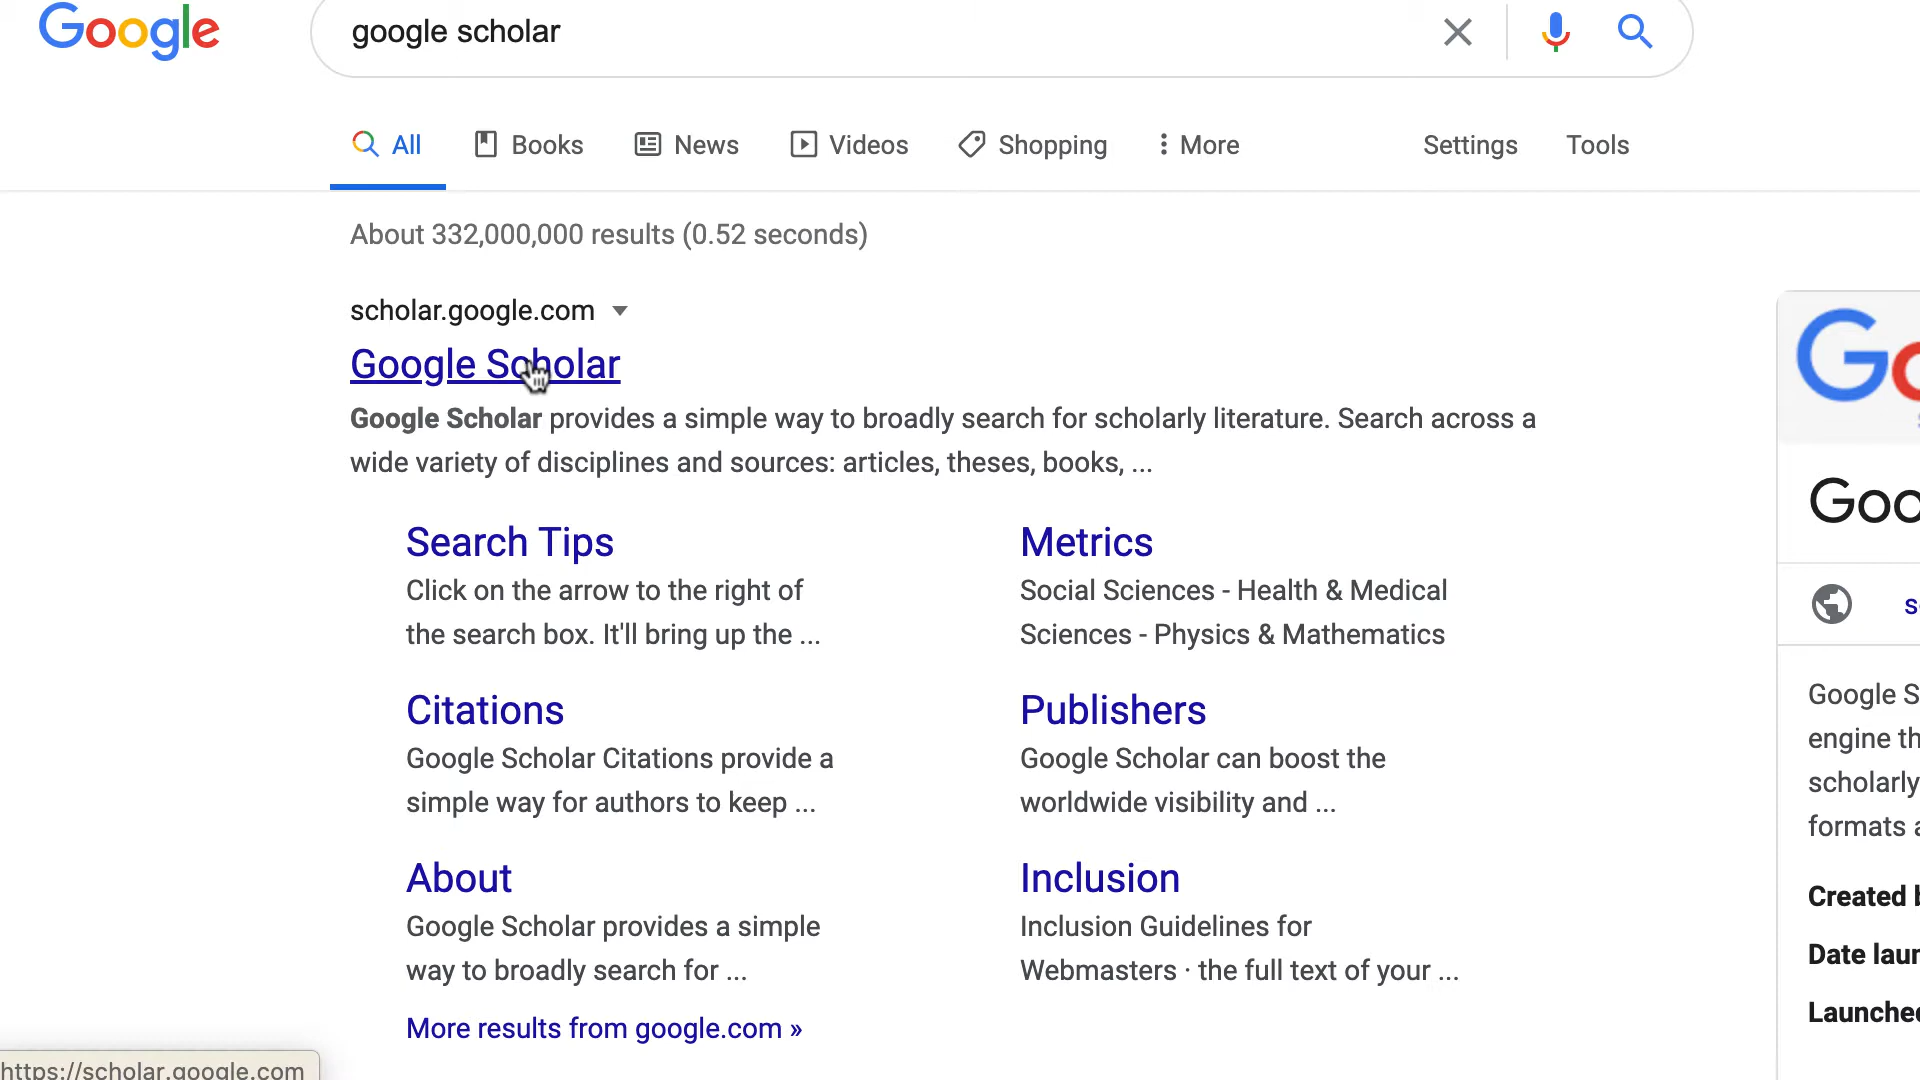 Google
google scholar
All
Books
News
Videos
Shopping
More
Settings
Tools
About 332,000,000 results (0.52 seconds)
scholar.google.com
Google Scholar
Google Scholar provides a simple way to broadly search for scholarly literature. Search across a
wide variety of disciplines and sources: articles, theses, books, ...
Search Tips
Click on the arrow to the right of
the search box. It'll bring up the ...
Metrics
Social Sciences - Health & Medical
Sciences - Physics & Mathematics
Citations
Google Scholar Citations provide a
simple way for authors to keep ...
Publishers
Google Scholar can boost the
worldwide visibility and ...
About
Google Scholar provides a simple
way to broadly search for ...
Inclusion
Inclusion Guidelines for
Webmasters · the full text of your ...
More results from google.com »
https://scholar.google.com
Google
engine
scholarly
formats
Created
Date